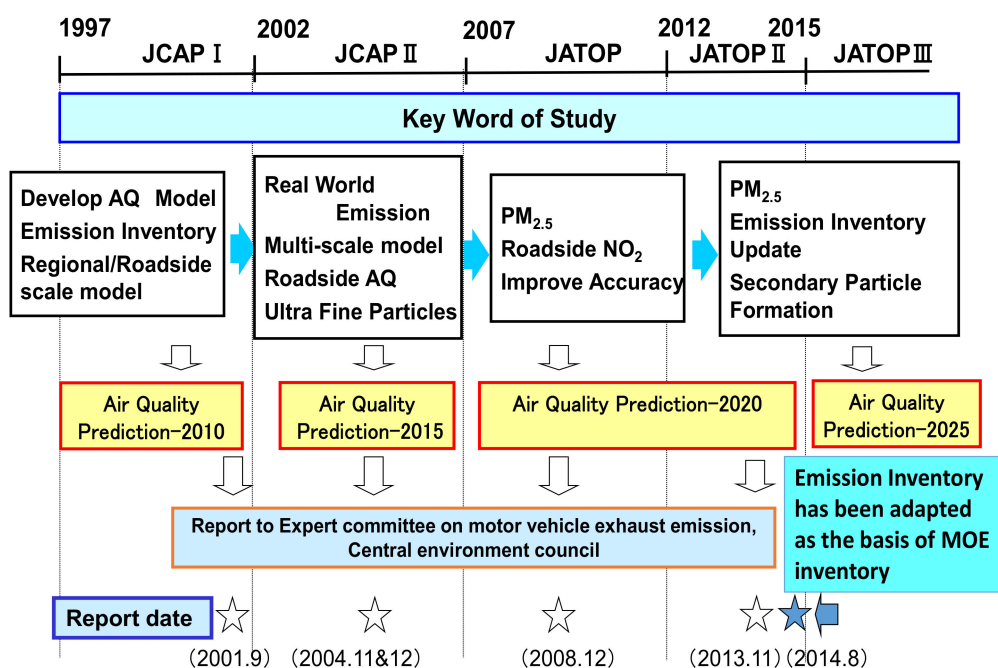 1997
2002
2007
2012
2015
JCAP Ⅰ
JCAP Ⅱ
JATOP
JATOP Ⅱ
JATOP Ⅲ
Key Word of Study
Develop AQ Model
Emission Inventory
Regional/Roadside
scale model
Real World
Emission
Multi-scale model
Roadside AQ
Ultra Fine Particles
PM2.5
Roadside NO2
Improve Accuracy
PM2.5
Emission Inventory
Update
Secondary Particle
Formation
Air Quality
Prediction-2010
Air Quality
Prediction-2015
Air Quality Prediction-2020
Air Quality
Prediction-2025
Report to Expert committee on motor vehicle exhaust emission,
Central environment council
Emission Inventory
has been adapted
as the basis of MOE
inventory
Report date
(2001.9)
(2004.11&12)
(2008.12)
(2013.11)
(2014.8)